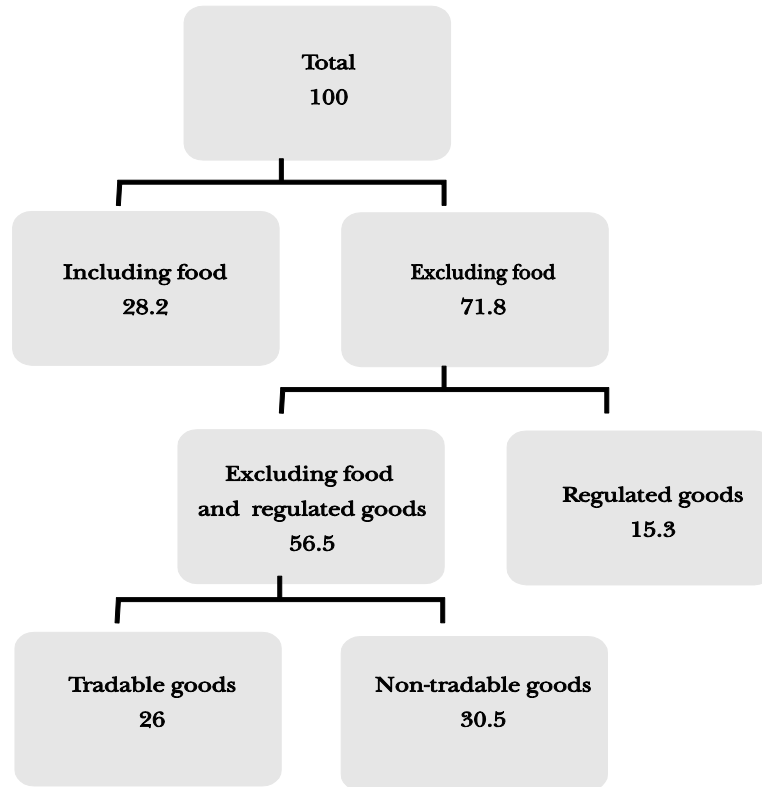 Total
100
Including food
28.2
Excluding food
71.8
Excluding food
and regulated goods
56.5
Regulated goods
15.3
Tradable goods
26
Non-tradable goods
30.5